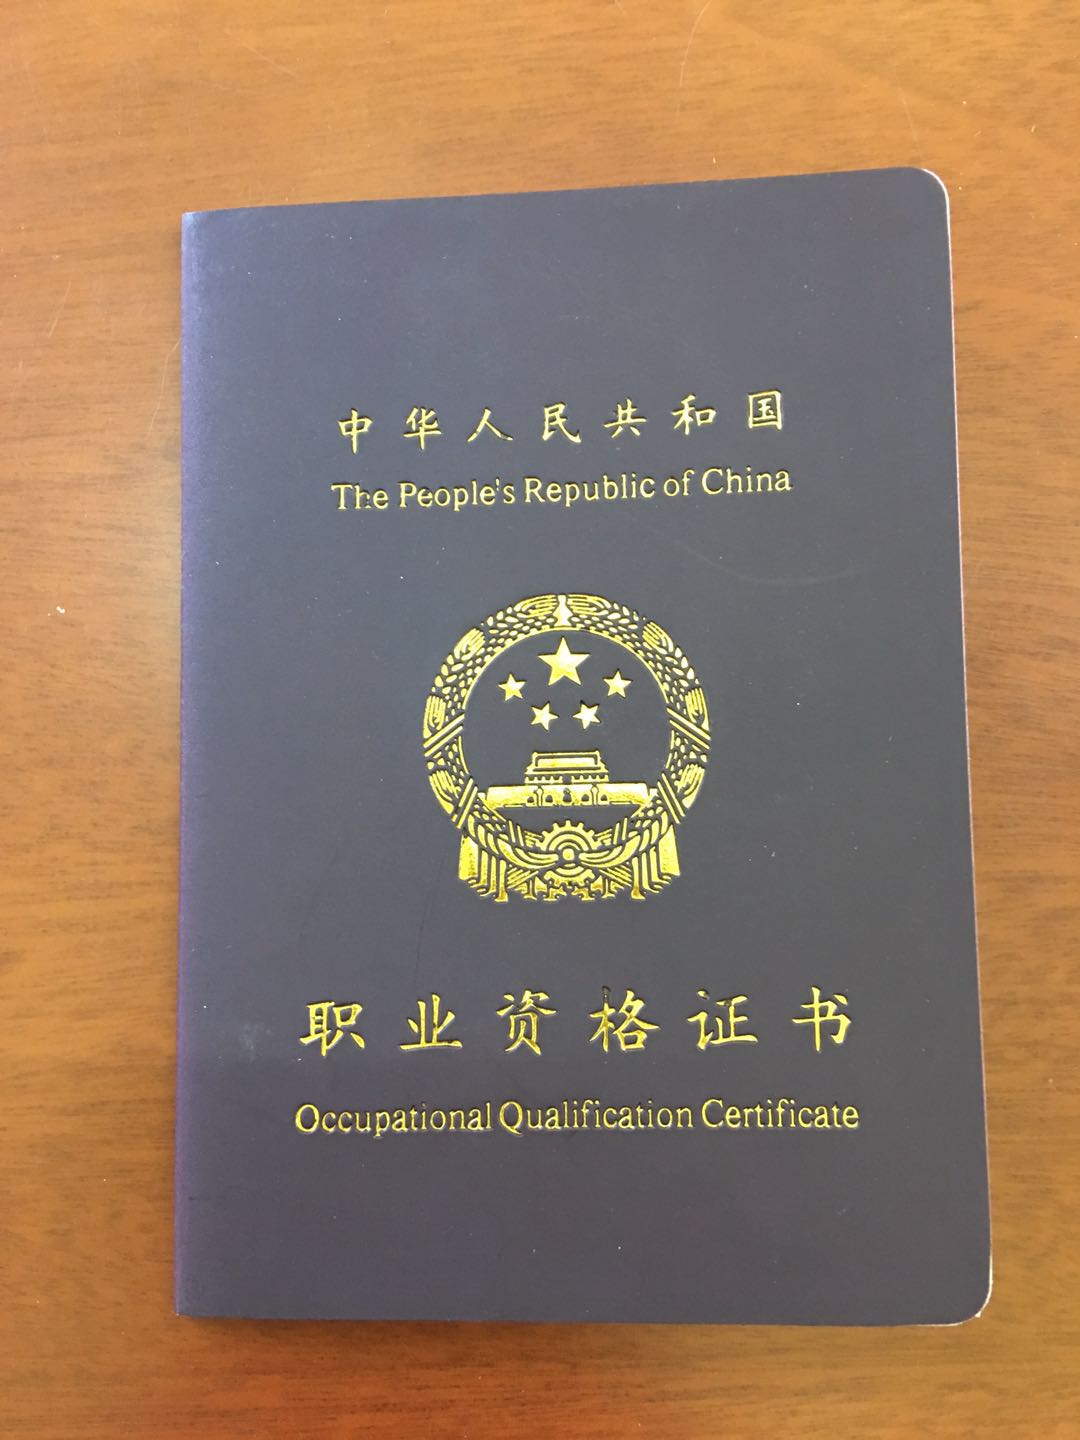 中华人民共和国
The People's Republic of China
职业资格证书
Occupational Qualification Certificate